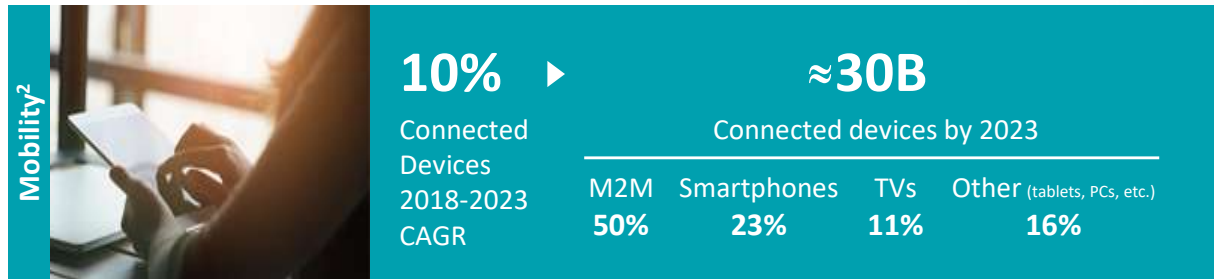 Mobility²
10% ▶ ≈30B
Connected
Devices
2018-2023
CAGR
Connected devices by 2023
M2M Smartphones TVs Other (tablets, PCs, etc.)
50% 23% 11% 16%